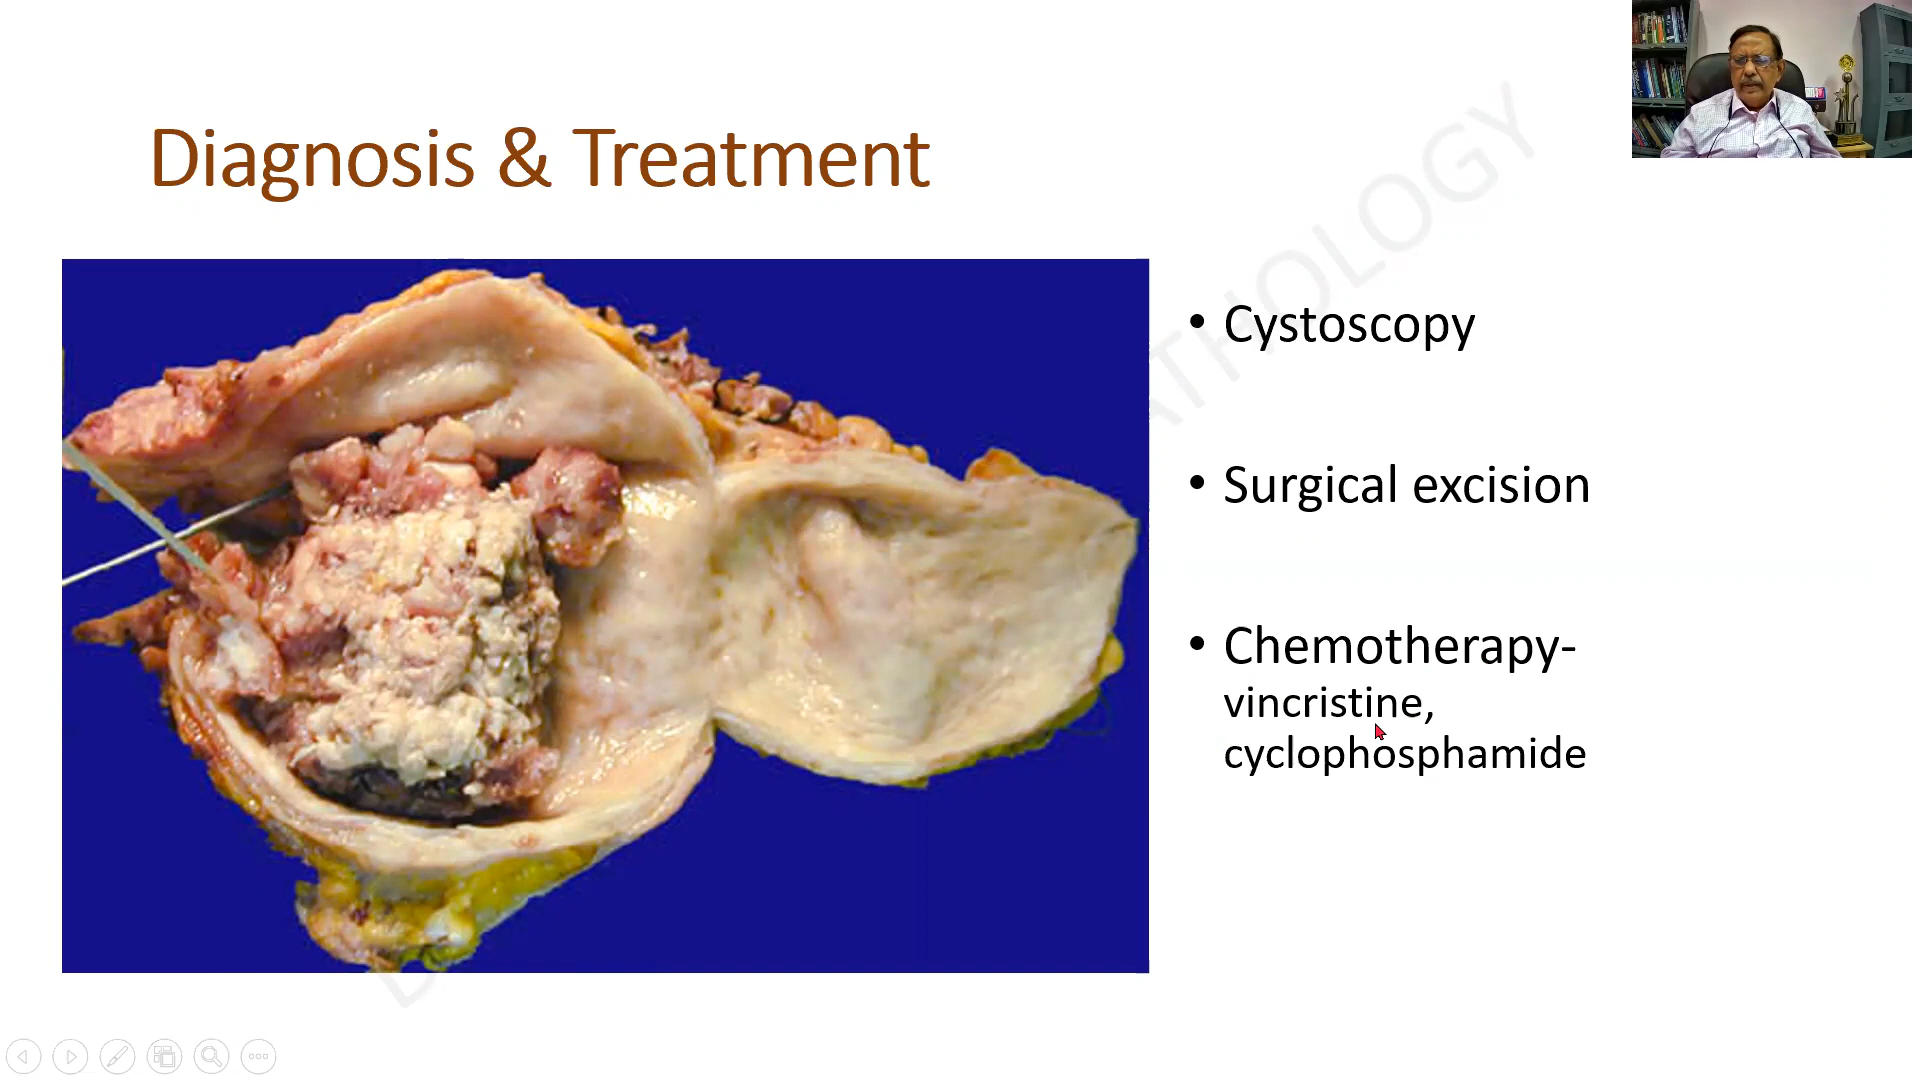 Diagnosis & Treatment
• Cystoscopy
• Surgical excision
• Chemotherapy-
vincristine,
cyclophosphamide